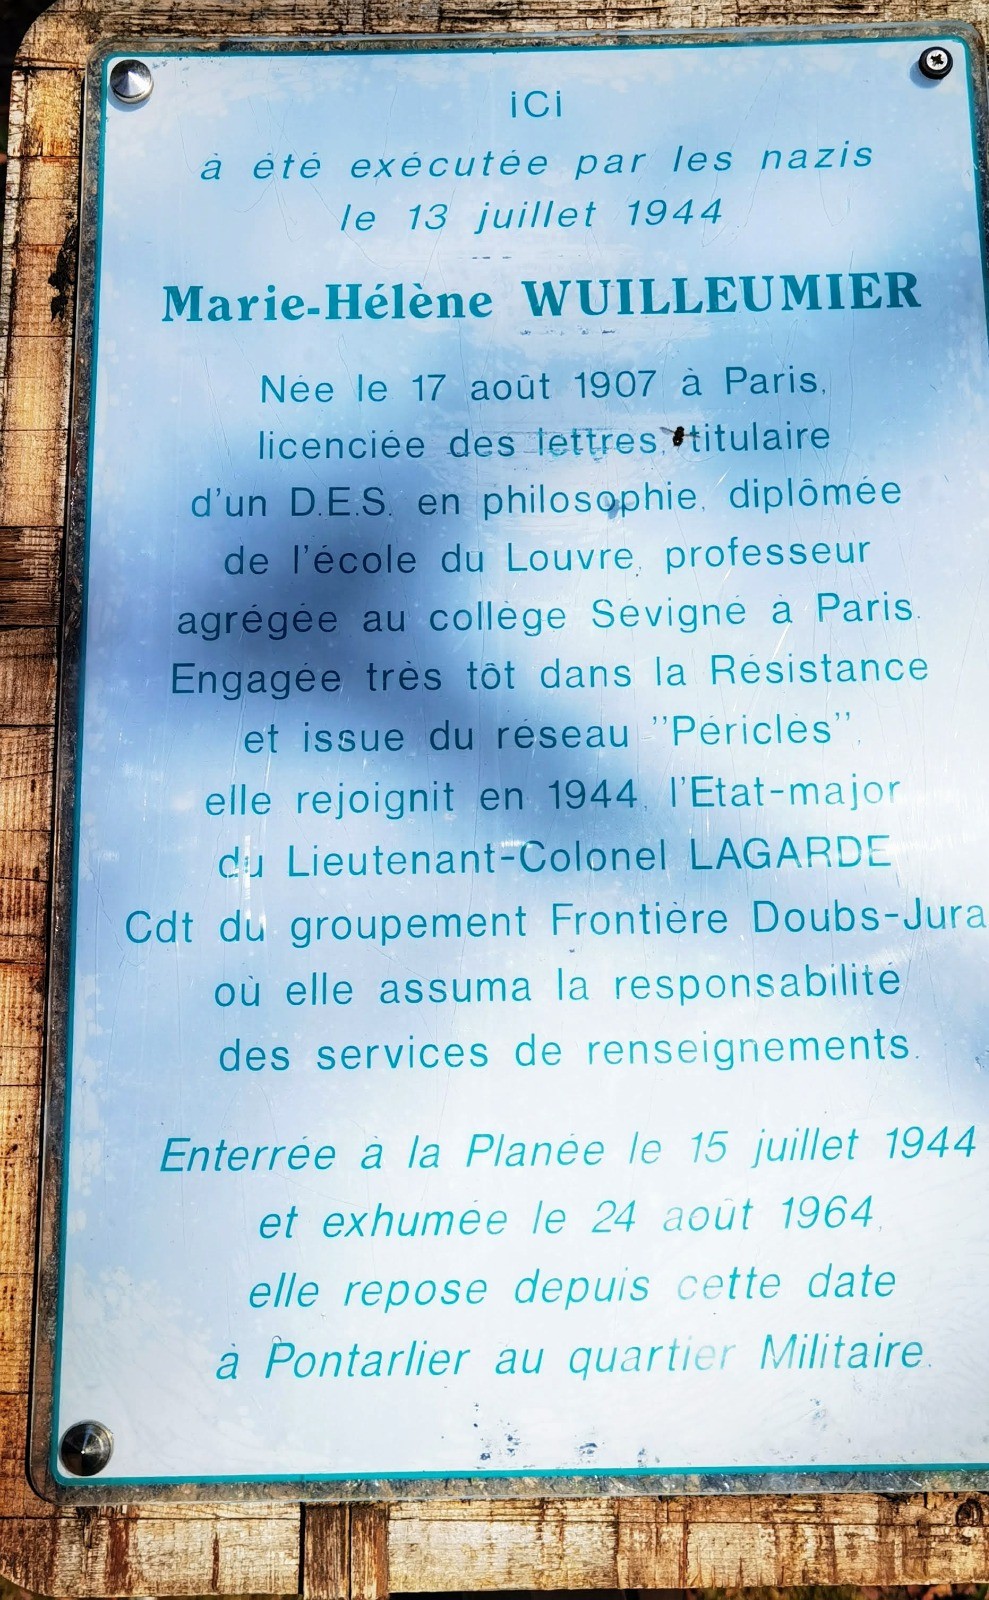 iCi
à été exécutée par les nazis
le 13 juillet 1944
Marie-Hélène WUILLEUMIER
Née le 17 août 1907 à Paris,
licenciée des lettres, titulaire
d'un D.E.S. en philosophie, diplômée
de l'école du Louvre, professeur
agrégée au collège Sévigné à Paris.
Engagée très tôt dans la Résistance
et issue du réseau "Périclès",
elle rejoignit en 1944, l'Etat-major
du Lieutenant-Colonel LAGARDE
Cdt du groupement Frontière Doubs-Jura
où elle assuma la responsabilité
des services de renseignements.
Enterrée à la Planée le 15 juillet 1944
et exhumée le 24 août 1964,
elle repose depuis cette date
à Pontarlier au quartier Militaire.